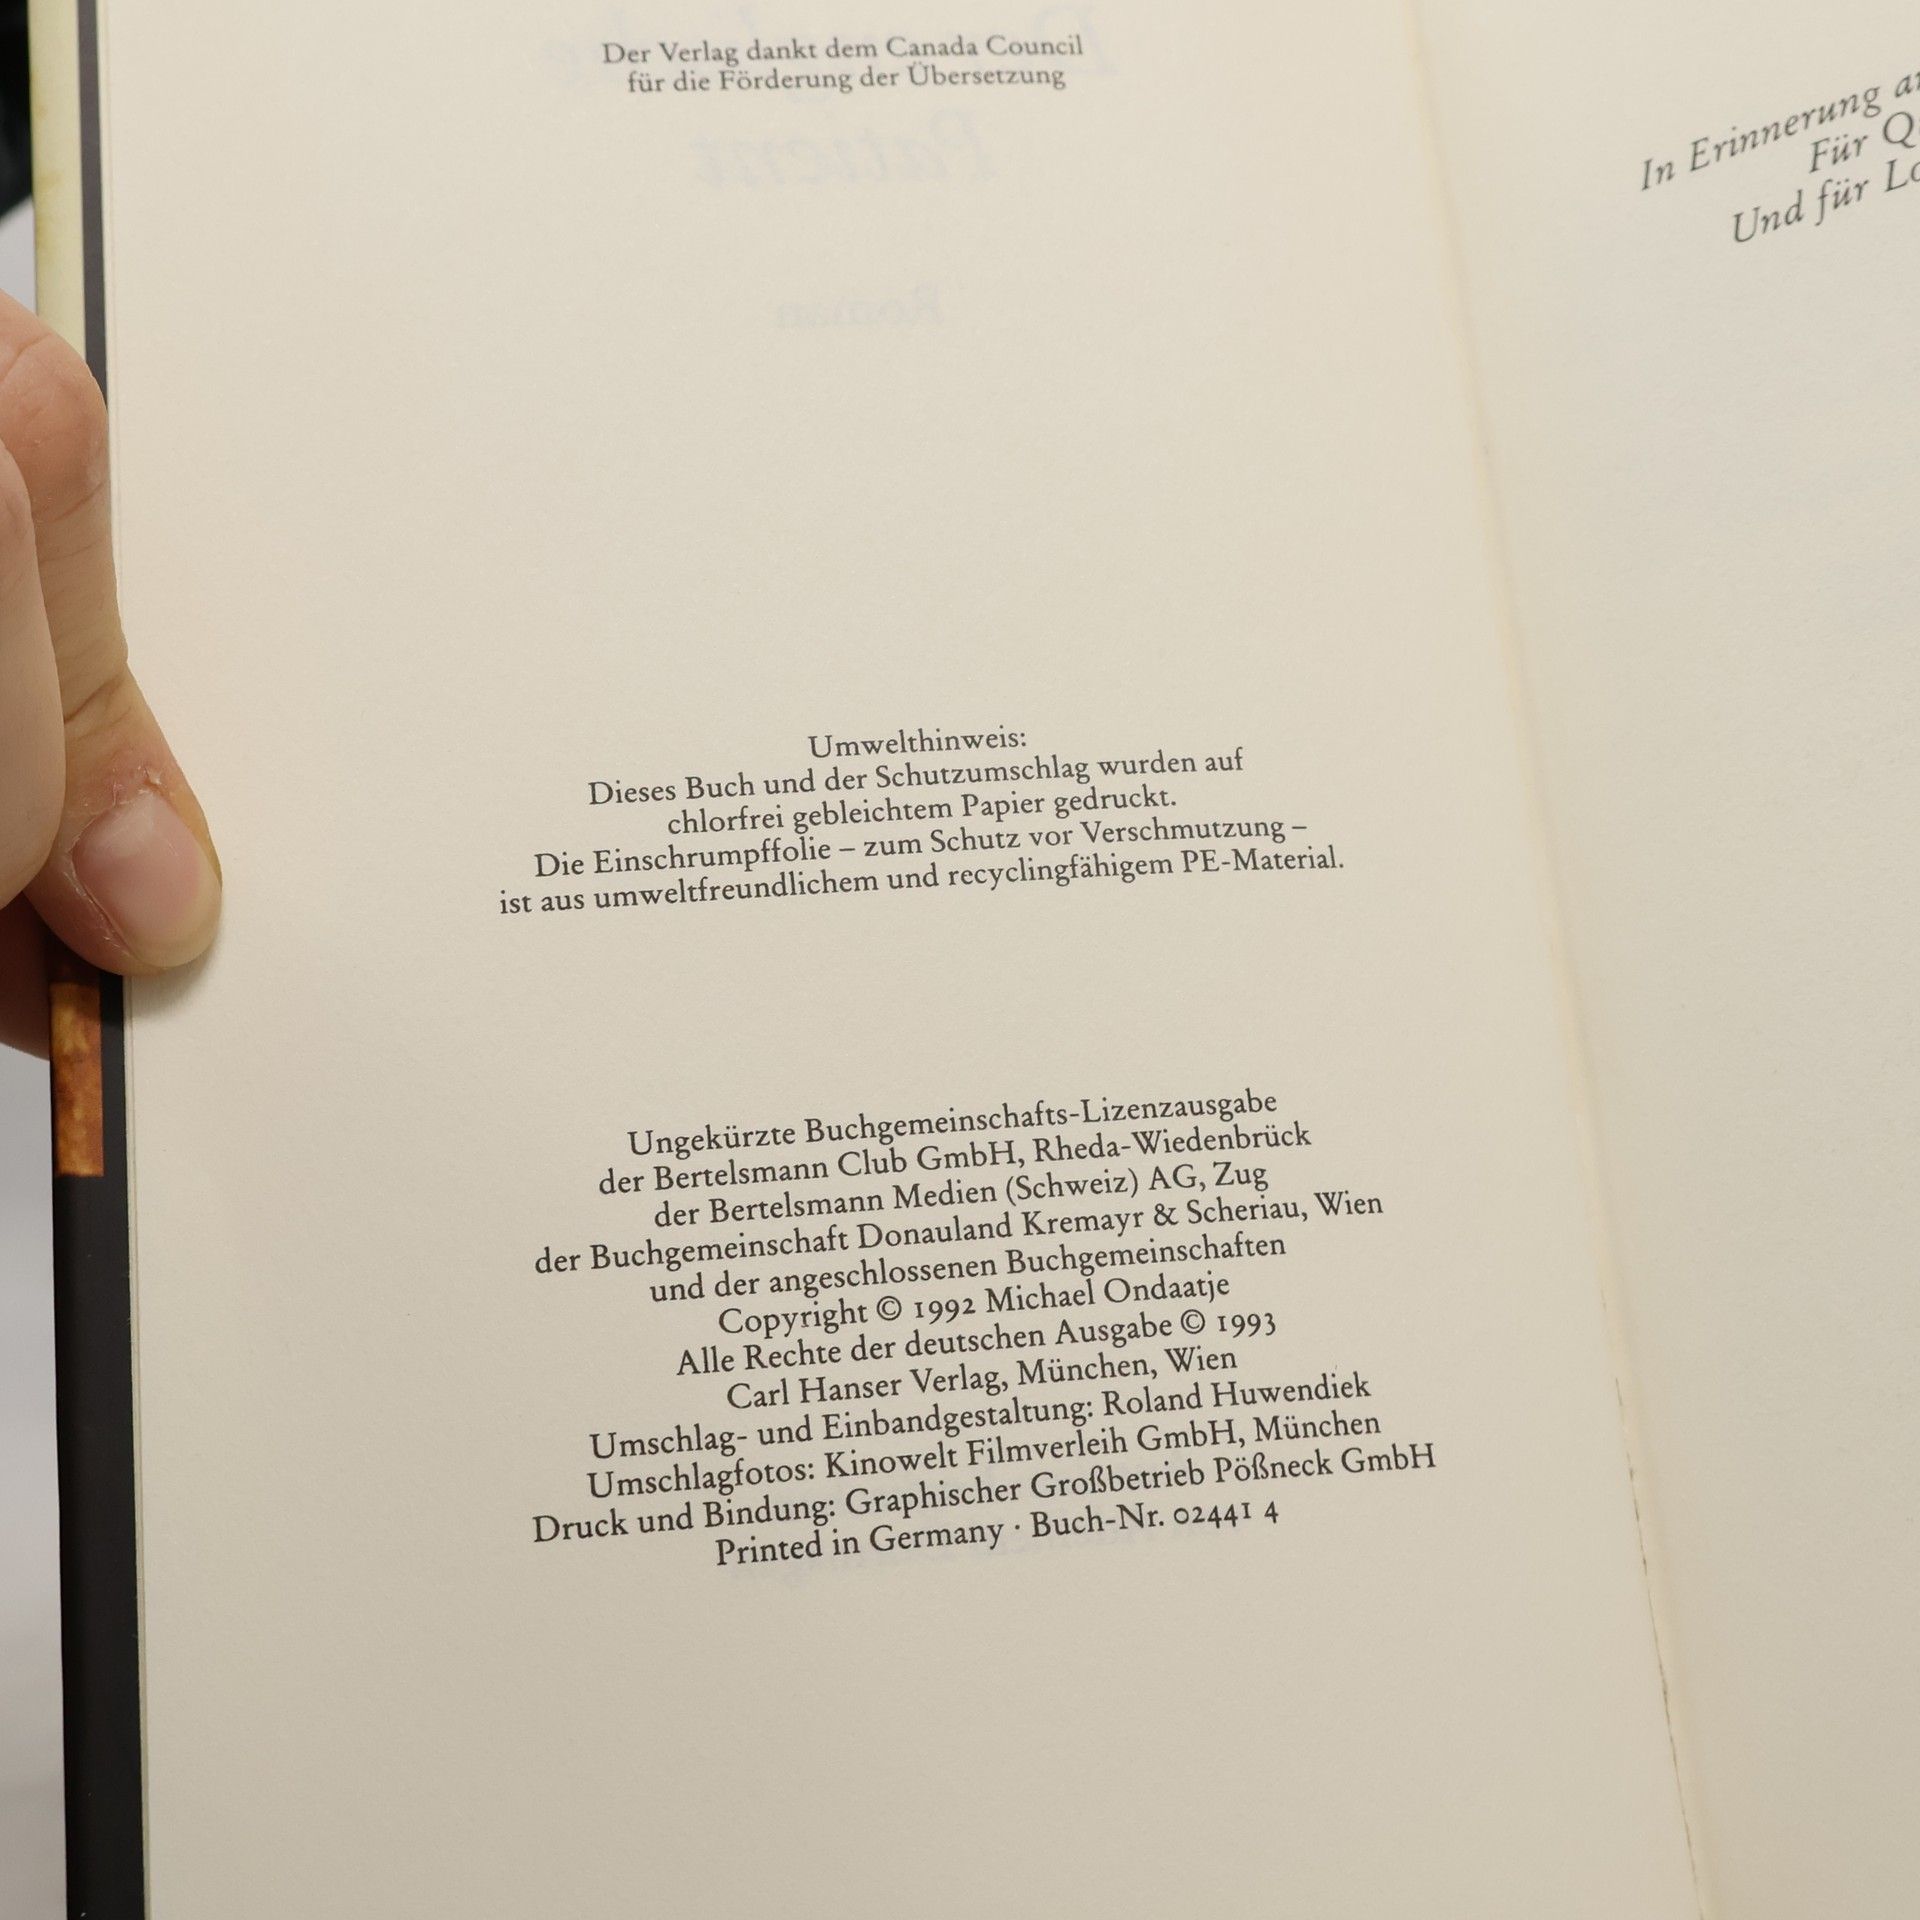 Der Verlag dankt dem Canada Council
für die Förderung der Übersetzung
Patient
Roman
Umwelthinweis:
Dieses Buch und der Schutzumschlag wurden auf
chlorfrei gebleichtem Papier gedruckt.
Die Einschrumpffolie – zum Schutz vor Verschmutzung –
ist aus umweltfreundlichem und recyclingfähigem PE-Material.
Ungekürzte Buchgemeinschafts-Lizenzausgabe
der Bertelsmann Club GmbH, Rheda-Wiedenbrück
der Bertelsmann Medien (Schweiz) AG, Zug
der Buchgemeinschaft Donauland Kremayr & Scheriau, Wien
und der angeschlossenen Buchgemeinschaften
Copyright © 1992 Michael Ondaatje
Alle Rechte der deutschen Ausgabe © 1993
Carl Hanser Verlag, München, Wien
Umschlag- und Einbandgestaltung: Roland Huwendiek
Umschlagfotos: Kinowelt Filmverleih GmbH, München
Druck und Bindung: Graphischer Großbetrieb Pößneck GmbH
Printed in Germany · Buch-Nr. 02441 4
In Erinnerung
Für
Und für